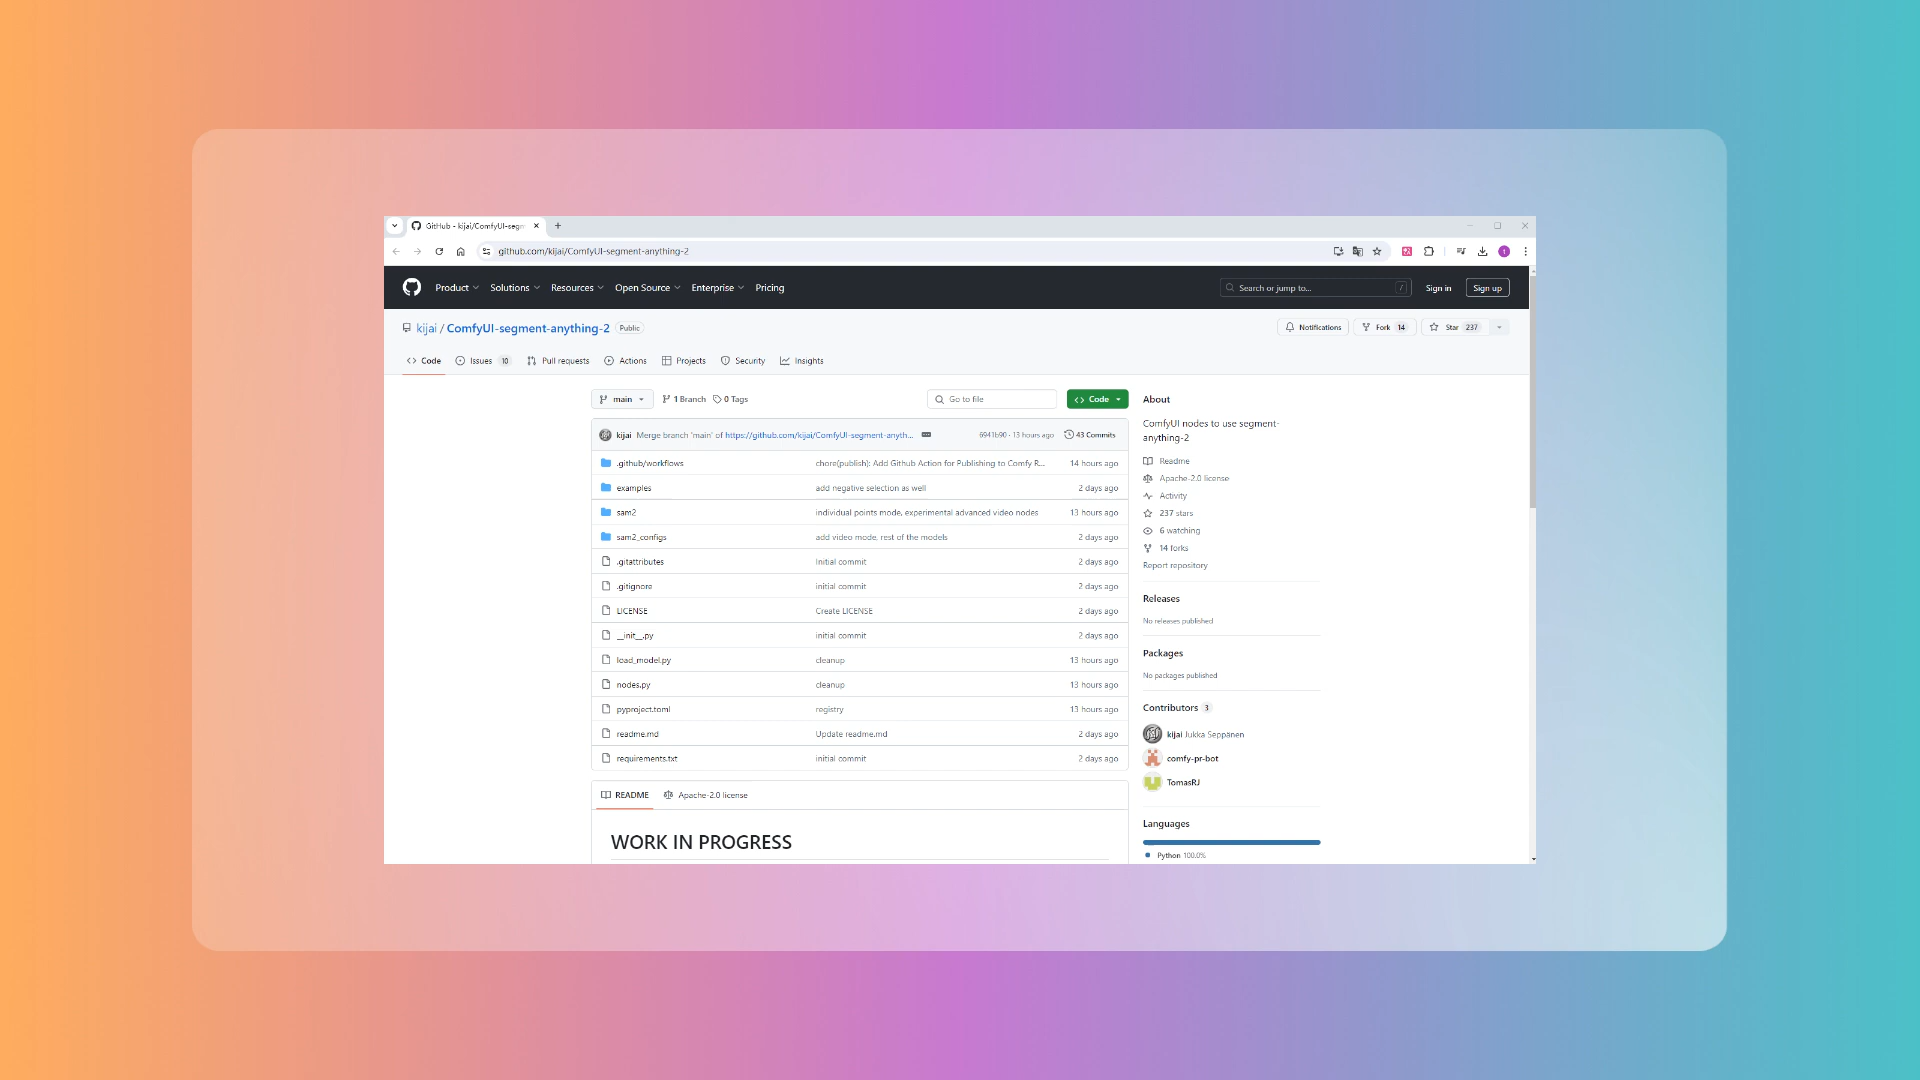 GitHub - kijai/ComfyUI-segm
github.com/kijai/ComfyUI-segment-anything-2
Product Solutions Resources Open Source Enterprise Pricing
Search or jump to... /
Sign in Sign up
kijai / ComfyUI-segment-anything-2 Public
Notifications Fork 14 Star 237
Code Issues 10 Pull requests Actions Projects Security Insights
main 1 Branch 0 Tags Go to file Code
kijai Merge branch 'main' of https://github.com/kijai/ComfyUI-segment-anyth... 6941b90 · 13 hours ago 43 Commits
.github/workflows chore(publish): Add Github Action for Publishing to Comfy R... 14 hours ago
examples add negative selection as well 2 days ago
sam2 individual points mode, experimental advanced video nodes 13 hours ago
sam2_configs add video mode, rest of the models 2 days ago
.gitattributes Initial commit 2 days ago
.gitignore initial commit 2 days ago
LICENSE Create LICENSE 2 days ago
__init__.py initial commit 2 days ago
load_model.py cleanup 13 hours ago
nodes.py cleanup 13 hours ago
pyproject.toml registry 13 hours ago
readme.md Update readme.md 2 days ago
requirements.txt initial commit 2 days ago
README Apache-2.0 license
WORK IN PROGRESS
About
ComfyUI nodes to use segment-
anything-2
Readme
Apache-2.0 license
Activity
237 stars
6 watching
14 forks
Report repository
Releases
No releases published
Packages
No packages published
Contributors 3
kijai Jukka Seppänen
comfy-pr-bot
TomasRJ
Languages
Python 100.0%